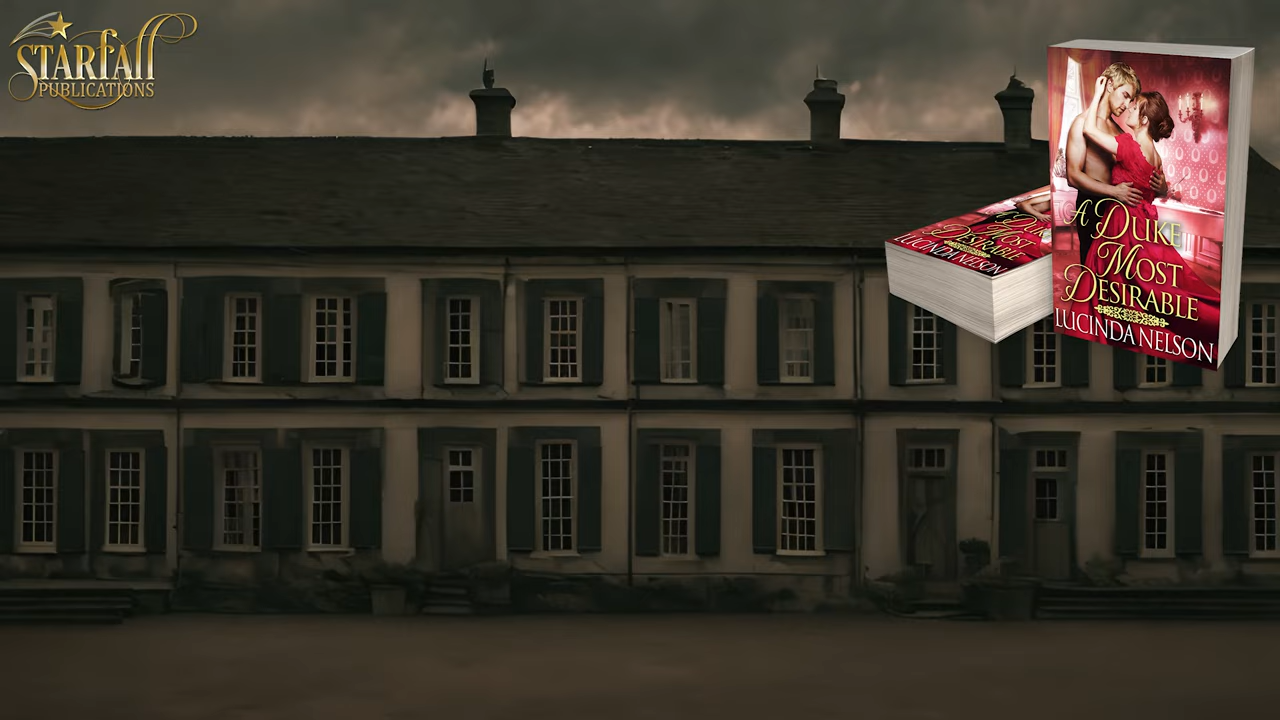 STARfAll
PUBLICATIONS
A DUKE
MOST
DESIRABLE
LUCINDA NELSON
A DUKE
MOST
DESIRABLE
LUCINDA NELSON